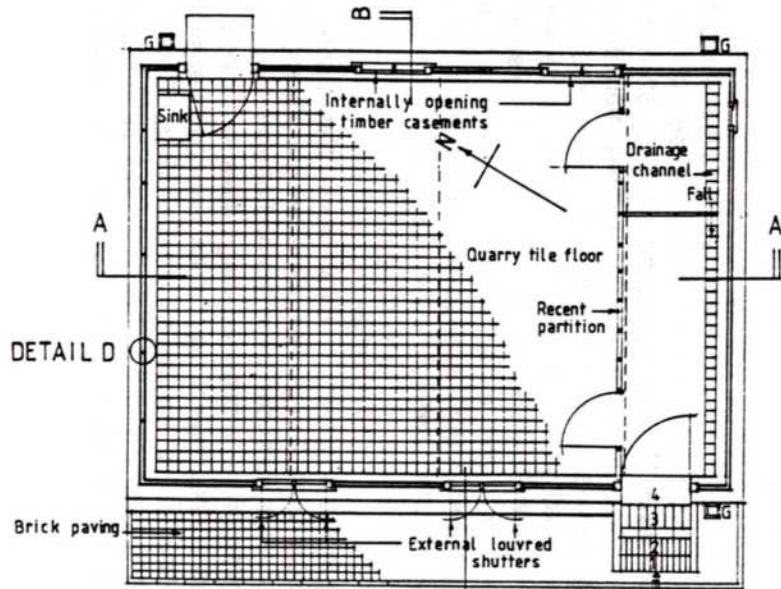 B
G
G
Internally opening
timber casements
Sink
N
Drainage
channel
Fall
A
A
Quarry tile floor
Recent
partition
DETAIL D
4
3
2
1
G
Brick paving
External louvred
shutters